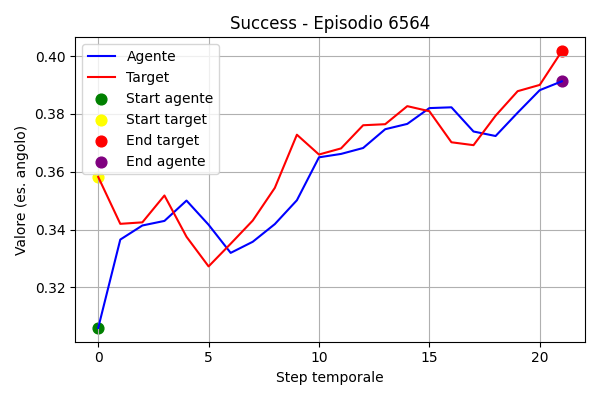 Success - Episodio 6564
Valore (es. angolo)
0.40
0.38
0.36
0.34
0.32
Agente
Target
Start agente
Start target
End target
End agente
0
5
10
15
20
Step temporale